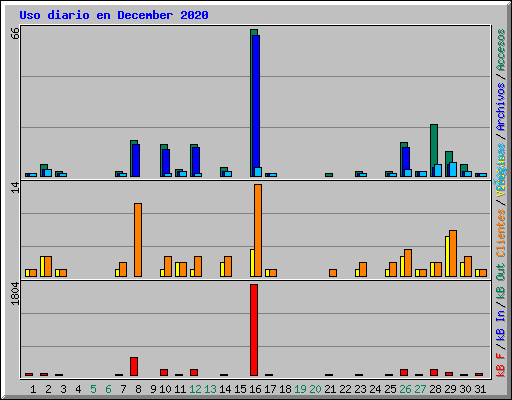 Uso diario en December 2020
66
14
1804
Accesos
/
Archivos
/
Clientes
/
kB Out
kB In
/
kB F
/
1 2 3 4 5 6 7 8 9 10 11 12 13 14 15 16 17 18 19 20 21 22 23 24 25 26 27 28 29 30 31